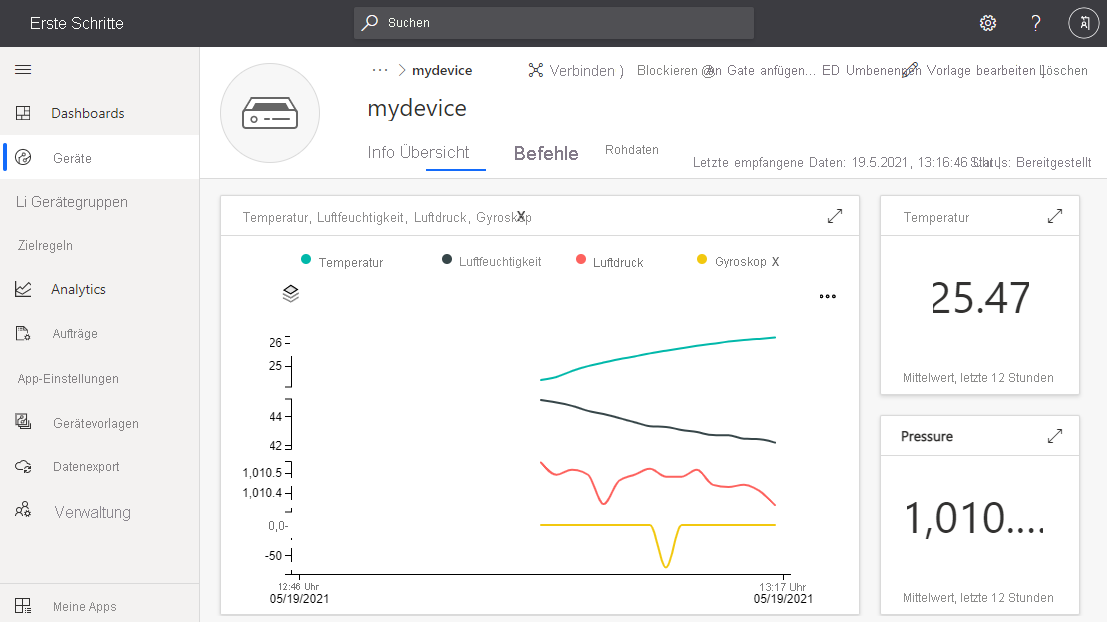 Erste Schritte
Suchen
?
mydevice
Verbinden )
Blockieren
An Gate anfügen...
ED Umbenennen
Vorlage bearbeiten
Löschen
mydevice
Info Übersicht
Befehle
Rohdaten
Letzte empfangene Daten: 19.5.2021, 13:16:46
Status: Bereitgestellt
Dashboards
Geräte
Li Gerätegruppen
Zielregeln
Analytics
Aufträge
App-Einstellungen
Gerätevorlagen
Datenexport
Verwaltung
Meine Apps
Temperatur, Luftfeuchtigkeit, Luftdruck, Gyroskop X
Temperatur
Luftfeuchtigkeit
Luftdruck
Gyroskop X
26
25
44
42
1,010.5
1,010.4
0,0-
-50
12:46 Uhr
05/19/2021
13:17 Uhr
05/19/2021
Temperatur
25.47
Mittelwert, letzte 12 Stunden
Pressure
1,010....
Mittelwert, letzte 12 Stunden